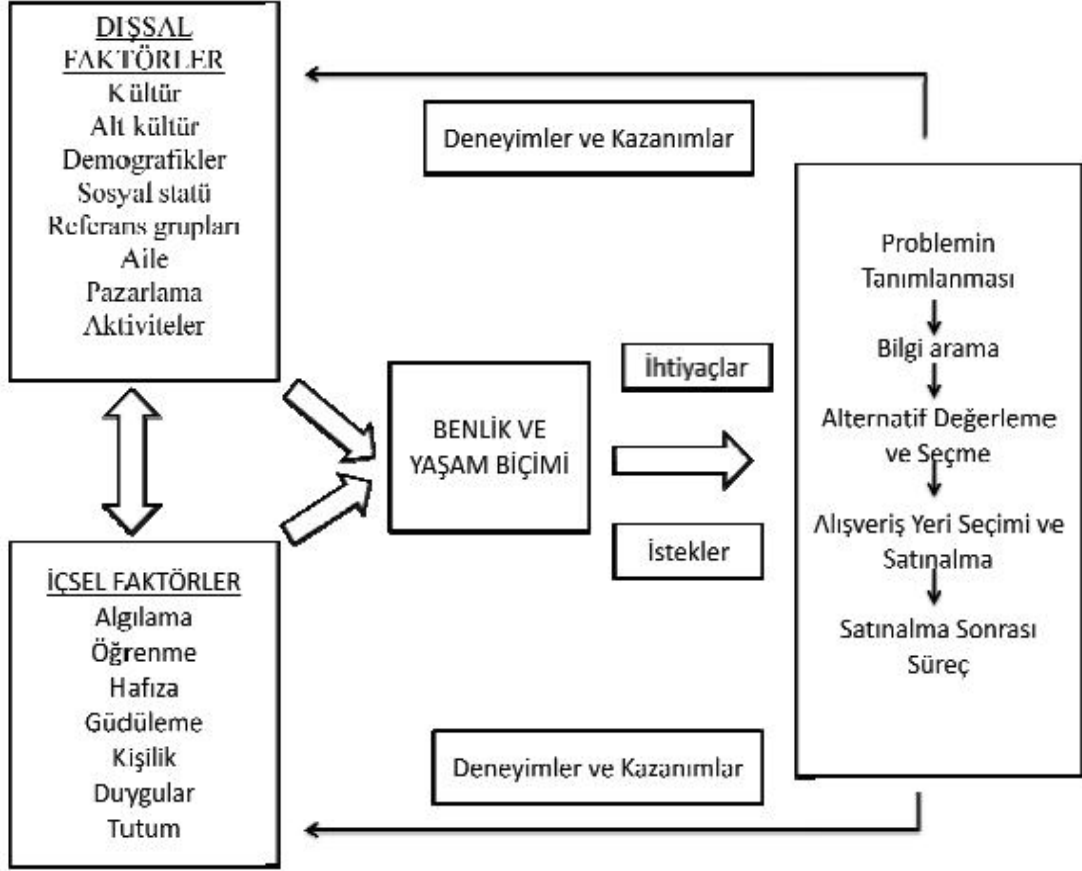 DIŞSAL
FAKTÖRLER
Kültür
Alt kültür
Demografikler
Sosyal statü
Referans grupları
Aile
Pazarlama
Aktiviteler
İÇSEL FAKTÖRLER
Algılama
Öğrenme
Hafıza
Güdüleme
Kişilik
Duygular
Tutum
BENLİK VE
YAŞAM BİÇİMİ
İhtiyaçlar
İstekler
Deneyimler ve Kazanımlar
Problemin
Tanımlanması
Bilgi arama
Alternatif Değerleme
ve Seçme
Alışveriş Yeri Seçimi ve
Satınalma
Satınalma Sonrası
Süreç
Deneyimler ve Kazanımlar